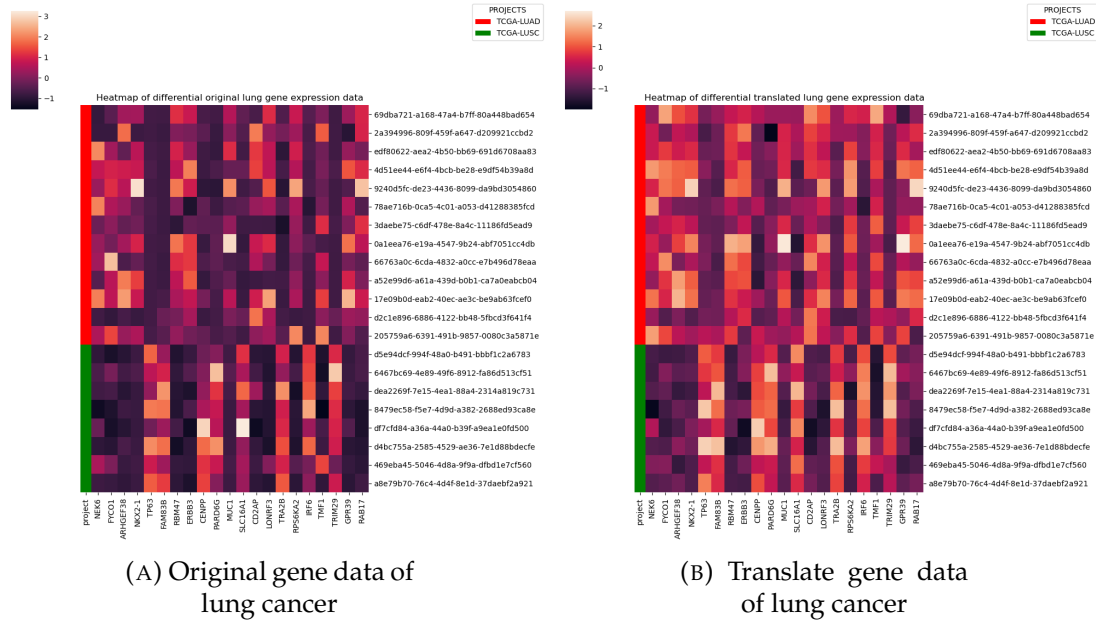 PROJECTS
TCGA-LUAD
TCGA-LUSC
3
2
1
0
−1
Heatmap of differential original lung gene expression data
69dba721-a168-47a4-b7ff-80a448bad654
2a394996-809f-459f-a647-d209921ccbd2
edf80622-aea2-4b50-bb69-691d6708aa83
4d51ee44-e6f4-4bcb-be28-e9df54b39a8d
9240d5fc-de23-4436-8099-da9bd3054860
78ae716b-0ca5-4c01-a053-d41288385fcd
3daebe75-c6df-478e-8a4c-11186fd5ead9
0a1eea76-e19a-4547-9b24-abf7051cc4db
66763a0c-6cda-4832-a0cc-e7b496d78eaa
a52e99d6-a61a-439d-b0b1-ca7a0eabcb04
17e09b0d-eab2-40ec-ae3c-be9ab63fcef0
d2c1e896-6886-4122-bb48-5fbcd3f641f4
205759a6-6391-491b-9857-0080c3a5871e
d5e94dcf-994f-48a0-b491-bbbf1c2a6783
6467bc69-4e89-49f6-8912-fa86d513cf51
dea2269f-7e15-4ea1-88a4-2314a819c731
8479ec58-f5e7-4d9d-a382-2688ed93ca8e
df7cfd84-a36a-44a0-b39f-a9ea1e0fd500
d4bc755a-2585-4529-ae36-7e1d88bdecfe
469eba45-5046-4d8a-9f9a-dfbd1e7cf560
a8e79b70-76c4-4d4f-8e1d-37daebf2a921
project
NEK6
FYCO1
ARHGEF38
NKX2-1
TP63
FAM83B
RBM47
ERBB3
CENPP
PARD6G
MUC1
SLC16A1
CD2AP
LONRF3
TRA2B
RPS6KA2
IRF6
TMF1
TRIM29
GPR39
RAB17
(A) Original gene data of
lung cancer
PROJECTS
TCGA-LUAD
TCGA-LUSC
2
1
0
−1
Heatmap of differential translated lung gene expression data
69dba721-a168-47a4-b7ff-80a448bad654
2a394996-809f-459f-a647-d209921ccbd2
edf80622-aea2-4b50-bb69-691d6708aa83
4d51ee44-e6f4-4bcb-be28-e9df54b39a8d
9240d5fc-de23-4436-8099-da9bd3054860
78ae716b-0ca5-4c01-a053-d41288385fcd
3daebe75-c6df-478e-8a4c-11186fd5ead9
0a1eea76-e19a-4547-9b24-abf7051cc4db
66763a0c-6cda-4832-a0cc-e7b496d78eaa
a52e99d6-a61a-439d-b0b1-ca7a0eabcb04
17e09b0d-eab2-40ec-ae3c-be9ab63fcef0
d2c1e896-6886-4122-bb48-5fbcd3f641f4
205759a6-6391-491b-9857-0080c3a5871e
d5e94dcf-994f-48a0-b491-bbbf1c2a6783
6467bc69-4e89-49f6-8912-fa86d513cf51
dea2269f-7e15-4ea1-88a4-2314a819c731
8479ec58-f5e7-4d9d-a382-2688ed93ca8e
df7cfd84-a36a-44a0-b39f-a9ea1e0fd500
d4bc755a-2585-4529-ae36-7e1d88bdecfe
469eba45-5046-4d8a-9f9a-dfbd1e7cf560
a8e79b70-76c4-4d4f-8e1d-37daebf2a921
project
NEK6
FYCO1
ARHGEF38
NKX2-1
TP63
FAM83B
RBM47
ERBB3
CENPP
PARD6G
MUC1
SLC16A1
CD2AP
LONRF3
TRA2B
RPS6KA2
IRF6
TMF1
TRIM29
GPR39
RAB17
(B) Translate gene data
of lung cancer